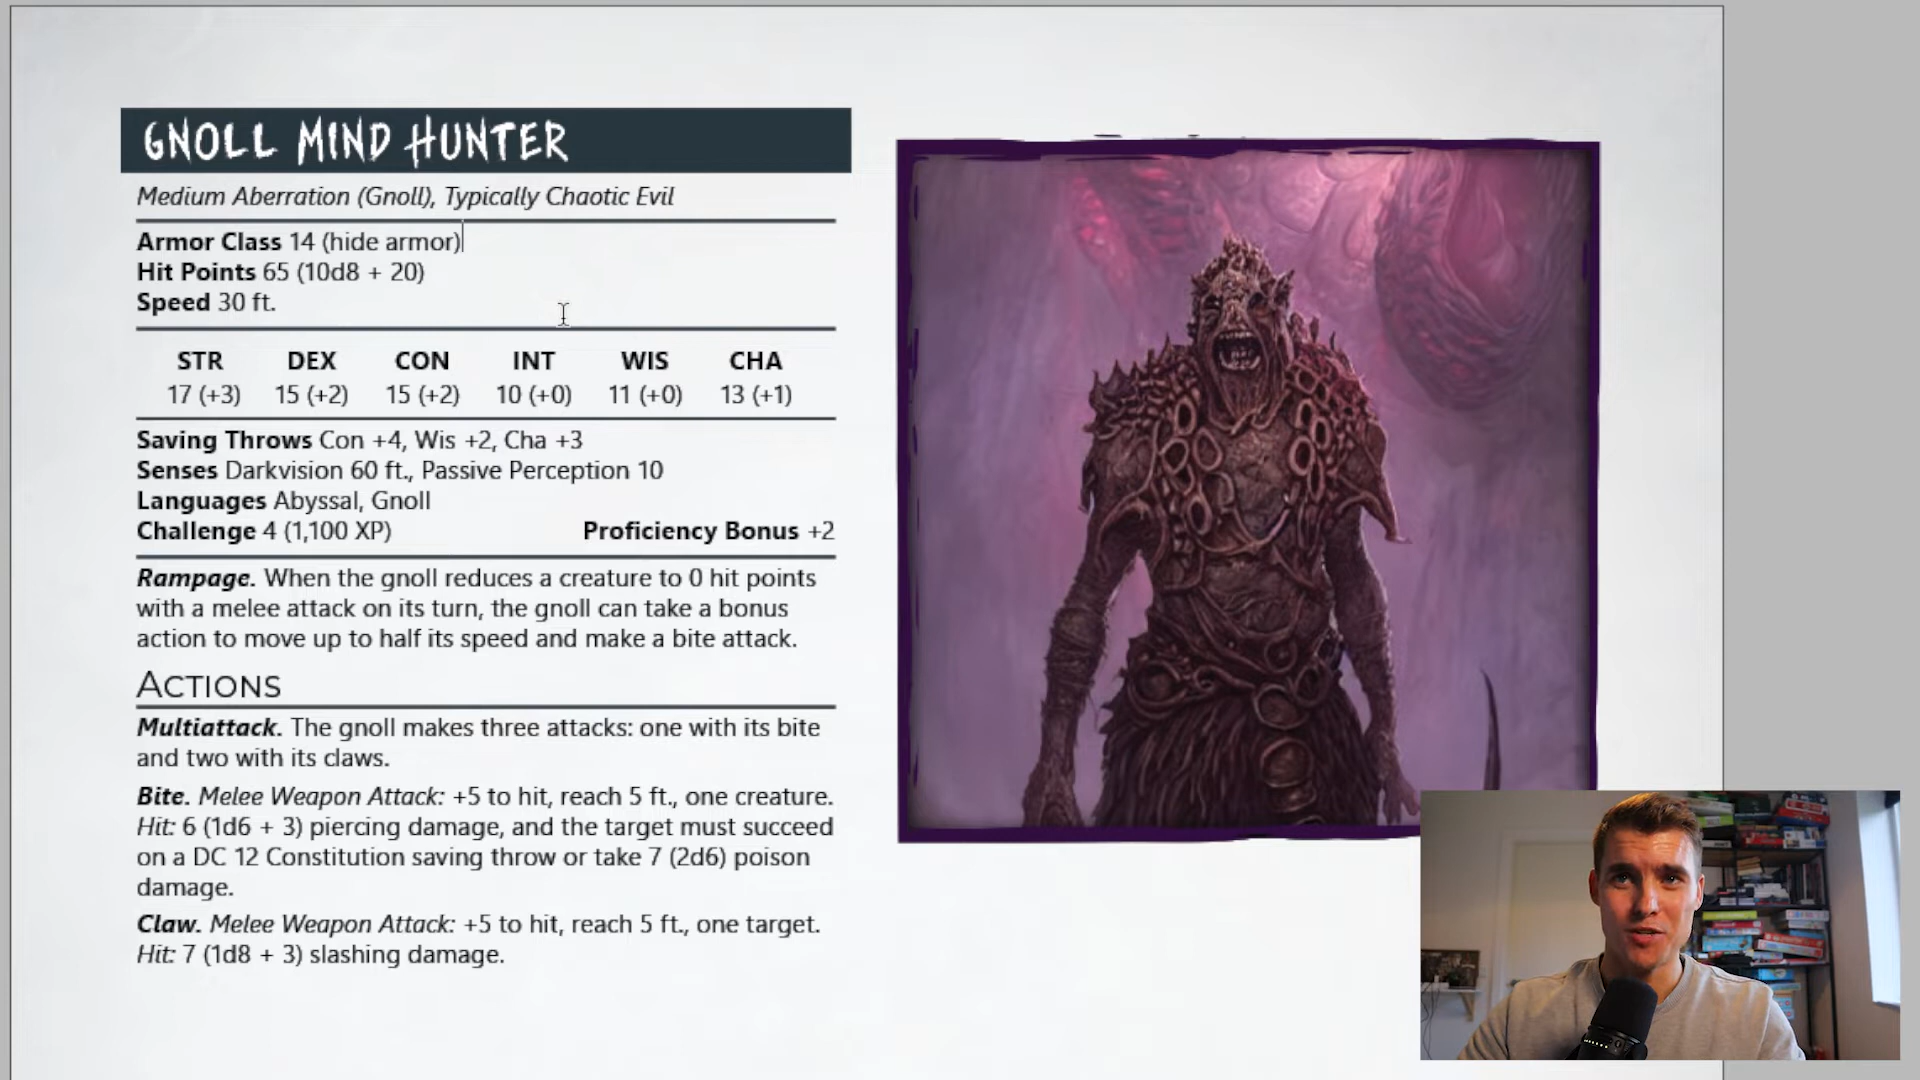 GNOLL MIND HUNTER
Medium Aberration (Gnoll), Typically Chaotic Evil
Armor Class 14 (hide armor)
Hit Points 65 (10d8 + 20)
Speed 30 ft.
STR DEX CON INT WIS CHA
17 (+3) 15 (+2) 15 (+2) 10 (+0) 11 (+0) 13 (+1)
Saving Throws Con +4, Wis +2, Cha +3
Senses Darkvision 60 ft., Passive Perception 10
Languages Abyssal, Gnoll
Challenge 4 (1,100 XP) Proficiency Bonus +2
Rampage. When the gnoll reduces a creature to 0 hit points
with a melee attack on its turn, the gnoll can take a bonus
action to move up to half its speed and make a bite attack.
ACTIONS
Multiattack. The gnoll makes three attacks: one with its bite
and two with its claws.
Bite. Melee Weapon Attack: +5 to hit, reach 5 ft., one creature.
Hit: 6 (1d6 + 3) piercing damage, and the target must succeed
on a DC 12 Constitution saving throw or take 7 (2d6) poison
damage.
Claw. Melee Weapon Attack: +5 to hit, reach 5 ft., one target.
Hit: 7 (1d8 + 3) slashing damage.